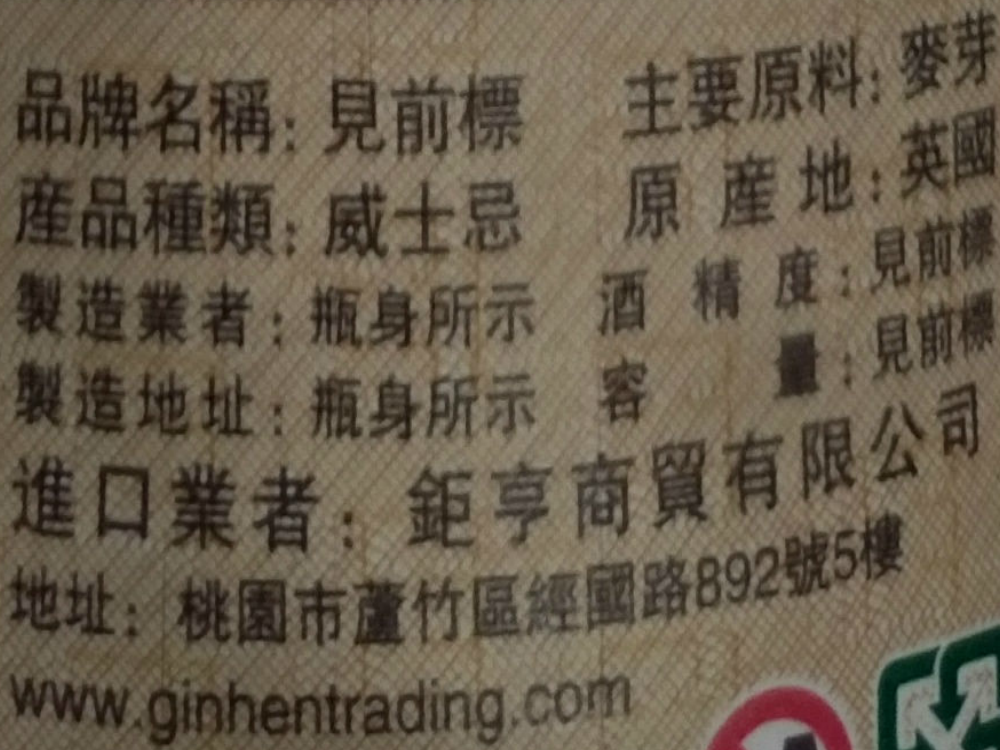 品牌名稱: 見前標 主要原料: 麥芽
産品種類: 威士忌 原 産 地: 英國
製造業者: 瓶身所示 酒 精 度: 見前標
製造地址: 瓶身所示 容 量: 見前標
進口業者: 鉅亨商貿有限公司
地址: 桃園市蘆竹區經國路892號5樓
www.ginhentrading.com